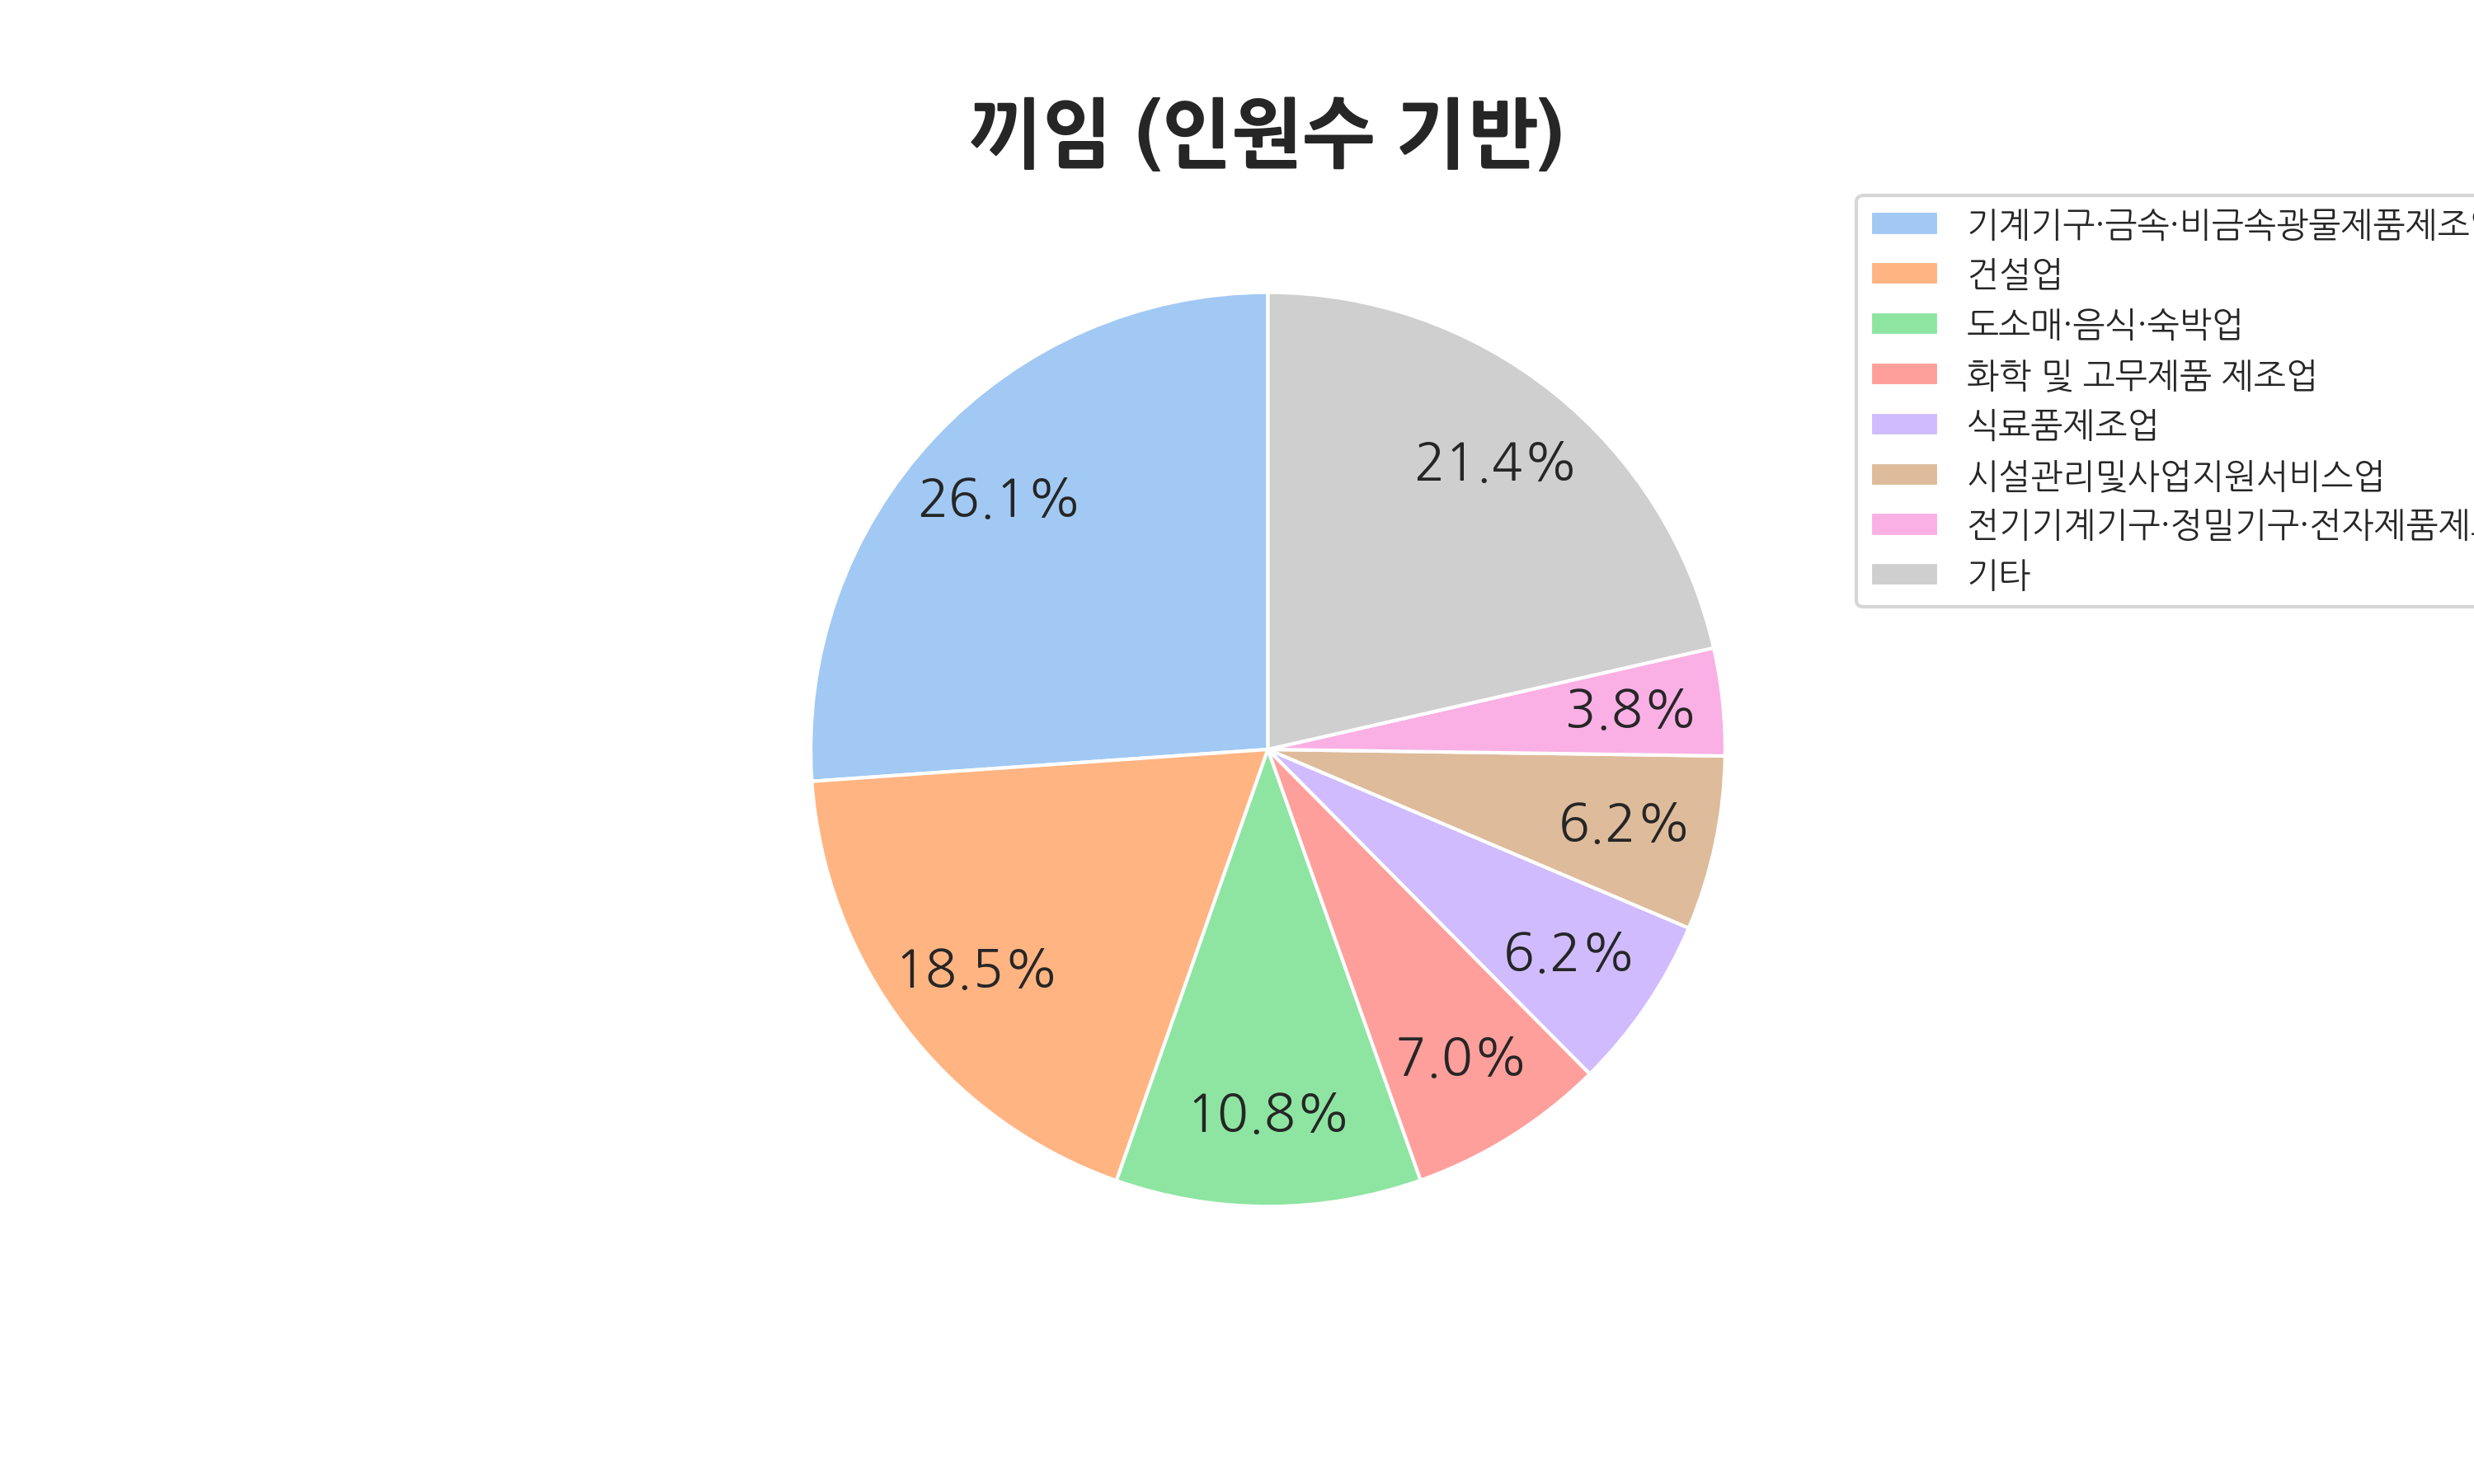 끼임 (인원수 기반)
기계기구·금속·비금속광물제품제조
건설업
도소매·음식·숙박업
화학 및 고무제품 제조업
식료품제조업
시설관리및사업지원서비스업
전기기계기구·정밀기구·전자제품제
기타
21.4%
26.1%
3.8%
6.2%
6.2%
18.5%
7.0%
10.8%